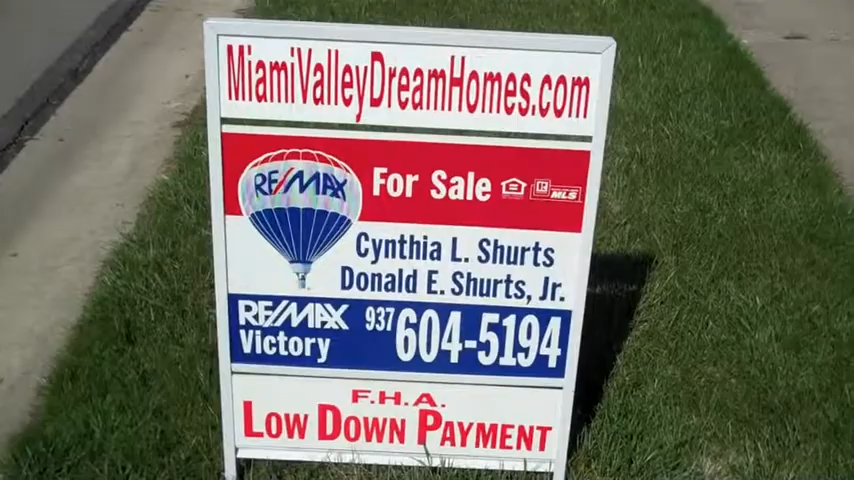 MiamiValleyDreamHomes.com
RE/MAX
For Sale
MLS
Cynthia L. Shurts
Donald E. Shurts, Jr.
RE/MAX 937 604-5194
Victory
F.H.A.
LOW DOWN PAYMENT